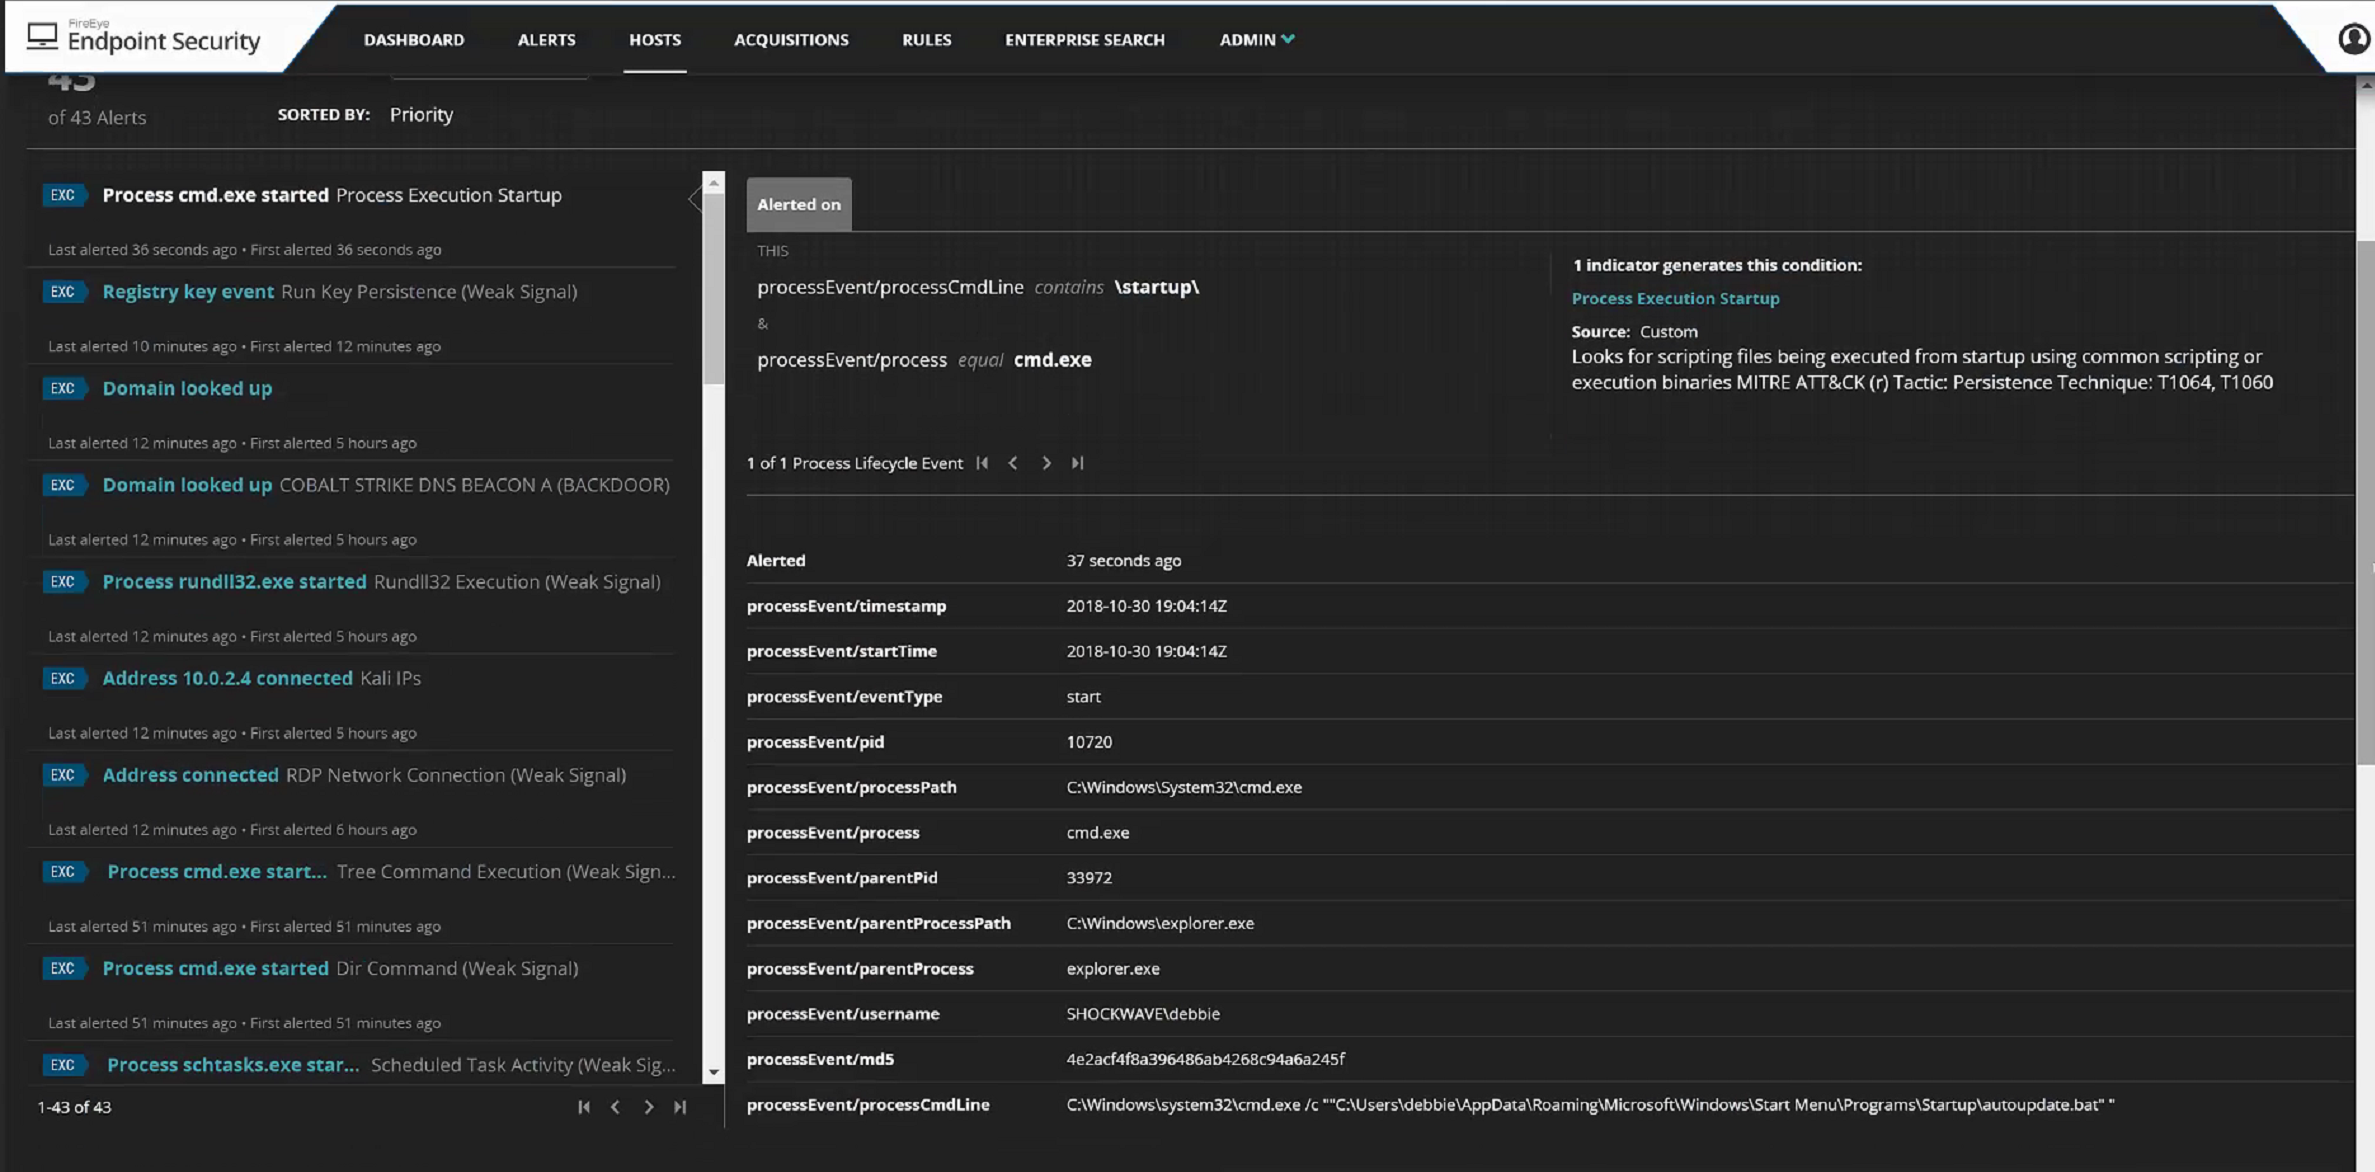 FireEye
Endpoint Security
DASHBOARD ALERTS HOSTS ACQUISITIONS RULES ENTERPRISE SEARCH ADMIN
43
of 43 Alerts
SORTED BY: Priority
EXC Process cmd.exe started Process Execution Startup
Last alerted 36 seconds ago • First alerted 36 seconds ago
EXC Registry key event Run Key Persistence (Weak Signal)
Last alerted 10 minutes ago • First alerted 12 minutes ago
EXC Domain looked up
Last alerted 12 minutes ago • First alerted 5 hours ago
EXC Domain looked up COBALT STRIKE DNS BEACON A (BACKDOOR)
Last alerted 12 minutes ago • First alerted 5 hours ago
EXC Process rundll32.exe started Rundll32 Execution (Weak Signal)
Last alerted 12 minutes ago • First alerted 5 hours ago
EXC Address 10.0.2.4 connected Kali IPs
Last alerted 12 minutes ago • First alerted 5 hours ago
EXC Address connected RDP Network Connection (Weak Signal)
Last alerted 12 minutes ago • First alerted 6 hours ago
EXC Process cmd.exe start... Tree Command Execution (Weak Sign...
Last alerted 51 minutes ago • First alerted 51 minutes ago
EXC Process cmd.exe started Dir Command (Weak Signal)
Last alerted 51 minutes ago • First alerted 51 minutes ago
EXC Process schtasks.exe star... Scheduled Task Activity (Weak Sig...
1-43 of 43
Alerted on
THIS
processEvent/processCmdLine contains \startup\
&
processEvent/process equal cmd.exe
1 indicator generates this condition:
Process Execution Startup
Source: Custom
Looks for scripting files being executed from startup using common scripting or
execution binaries MITRE ATT&CK (r) Tactic: Persistence Technique: T1064, T1060
1 of 1 Process Lifecycle Event
Alerted 37 seconds ago
processEvent/timestamp 2018-10-30 19:04:14Z
processEvent/startTime 2018-10-30 19:04:14Z
processEvent/eventType start
processEvent/pid 10720
processEvent/processPath C:\Windows\System32\cmd.exe
processEvent/process cmd.exe
processEvent/parentPid 33972
processEvent/parentProcessPath C:\Windows\explorer.exe
processEvent/parentProcess explorer.exe
processEvent/username SHOCKWAVE\debbie
processEvent/md5 4e2acf4f8a396486ab4268c94a6a245f
processEvent/processCmdLine C:\Windows\system32\cmd.exe /c ""C:\Users\debbie\AppData\Roaming\Microsoft\Windows\Start Menu\Programs\Startup\autoupdate.bat" "